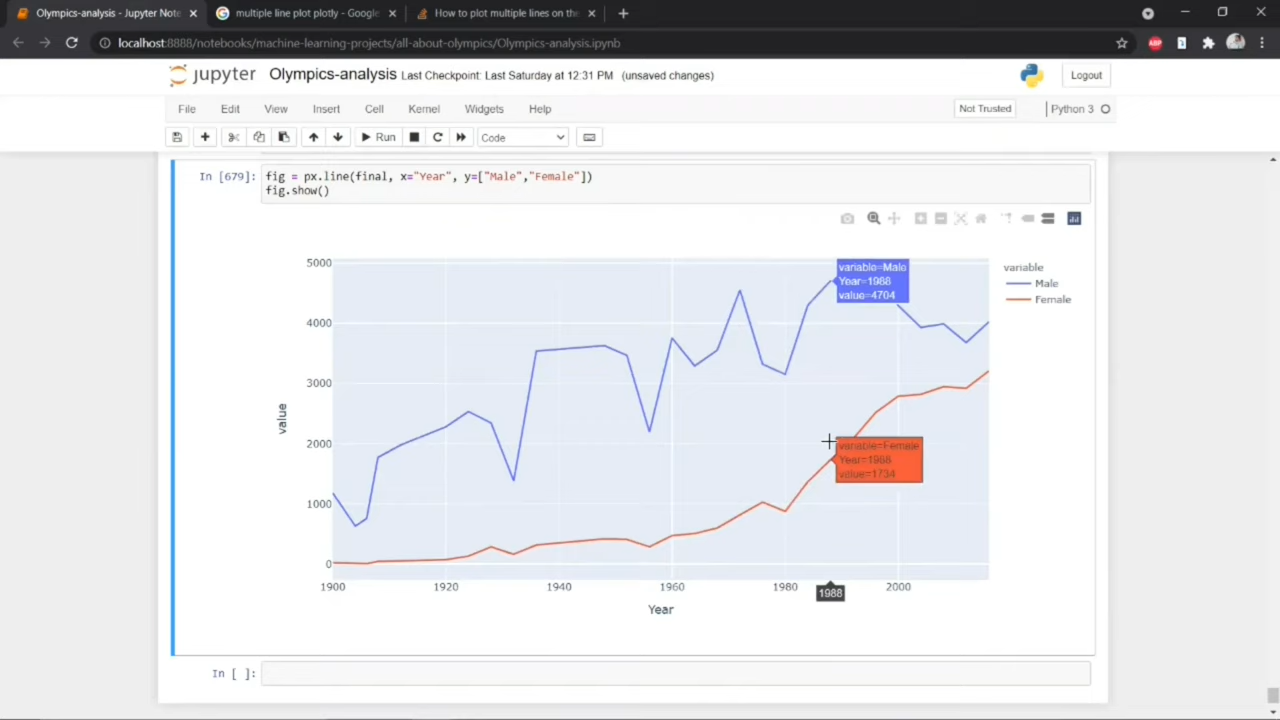 Olympics-analysis - Jupyter Note
multiple line plot plotly - Google
How to plot multiple lines on the
localhost:8888/notebooks/machine-learning-projects/all-about-olympics/Olympics-analysis.ipynb
ABP
jupyter Olympics-analysis Last Checkpoint: Last Saturday at 12:31 PM (unsaved changes)
Logout
File Edit View Insert Cell Kernel Widgets Help
Not Trusted
Python 3
Run
Code
In [679]: fig = px.line(final, x="Year", y=["Male","Female"])
fig.show()
5000
4000
3000
2000
1000
0
value
1900 1920 1940 1960 1980 1988 2000
Year
variable=Male
Year=1988
value=4704
variable=Female
Year=1988
value=1734
variable
Male
Female
In [ ]: